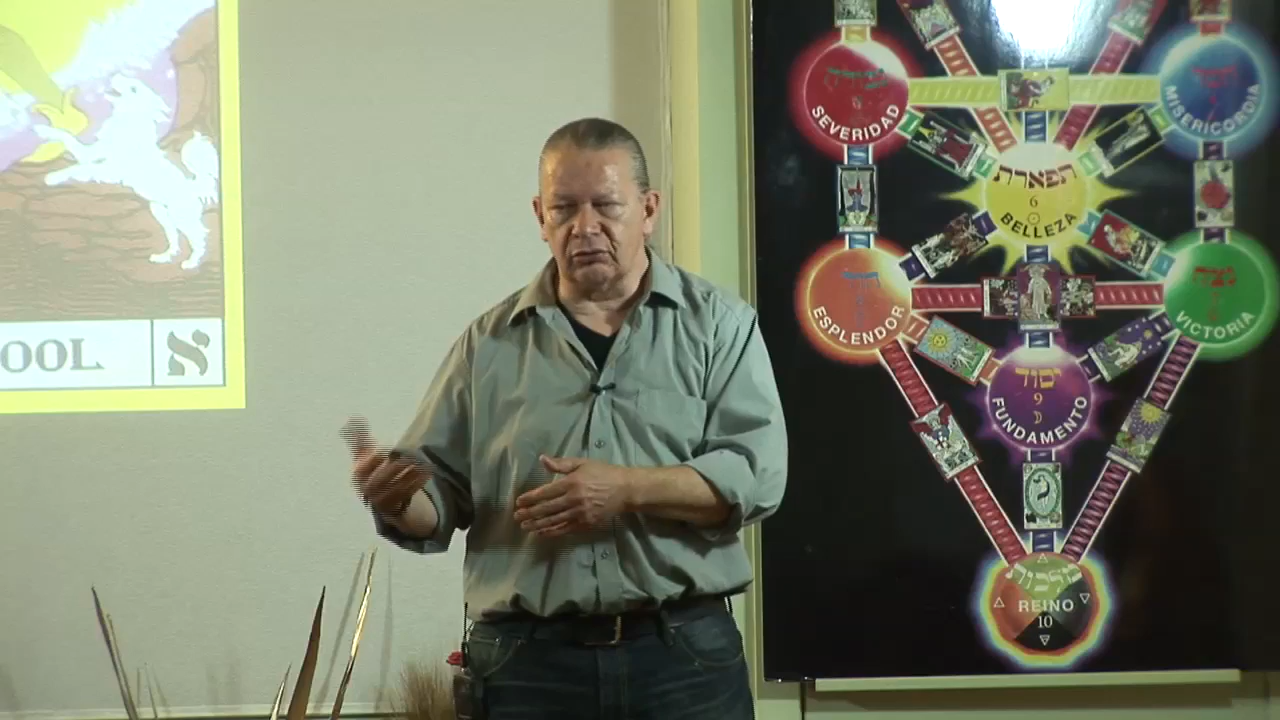 OOL א
SEVERIDAD
MISERICORDIA
תפארת
6
BELLEZA
ESPLENDOR
VICTORIA
יסוד
9
FUNDAMENTO
REINO
10